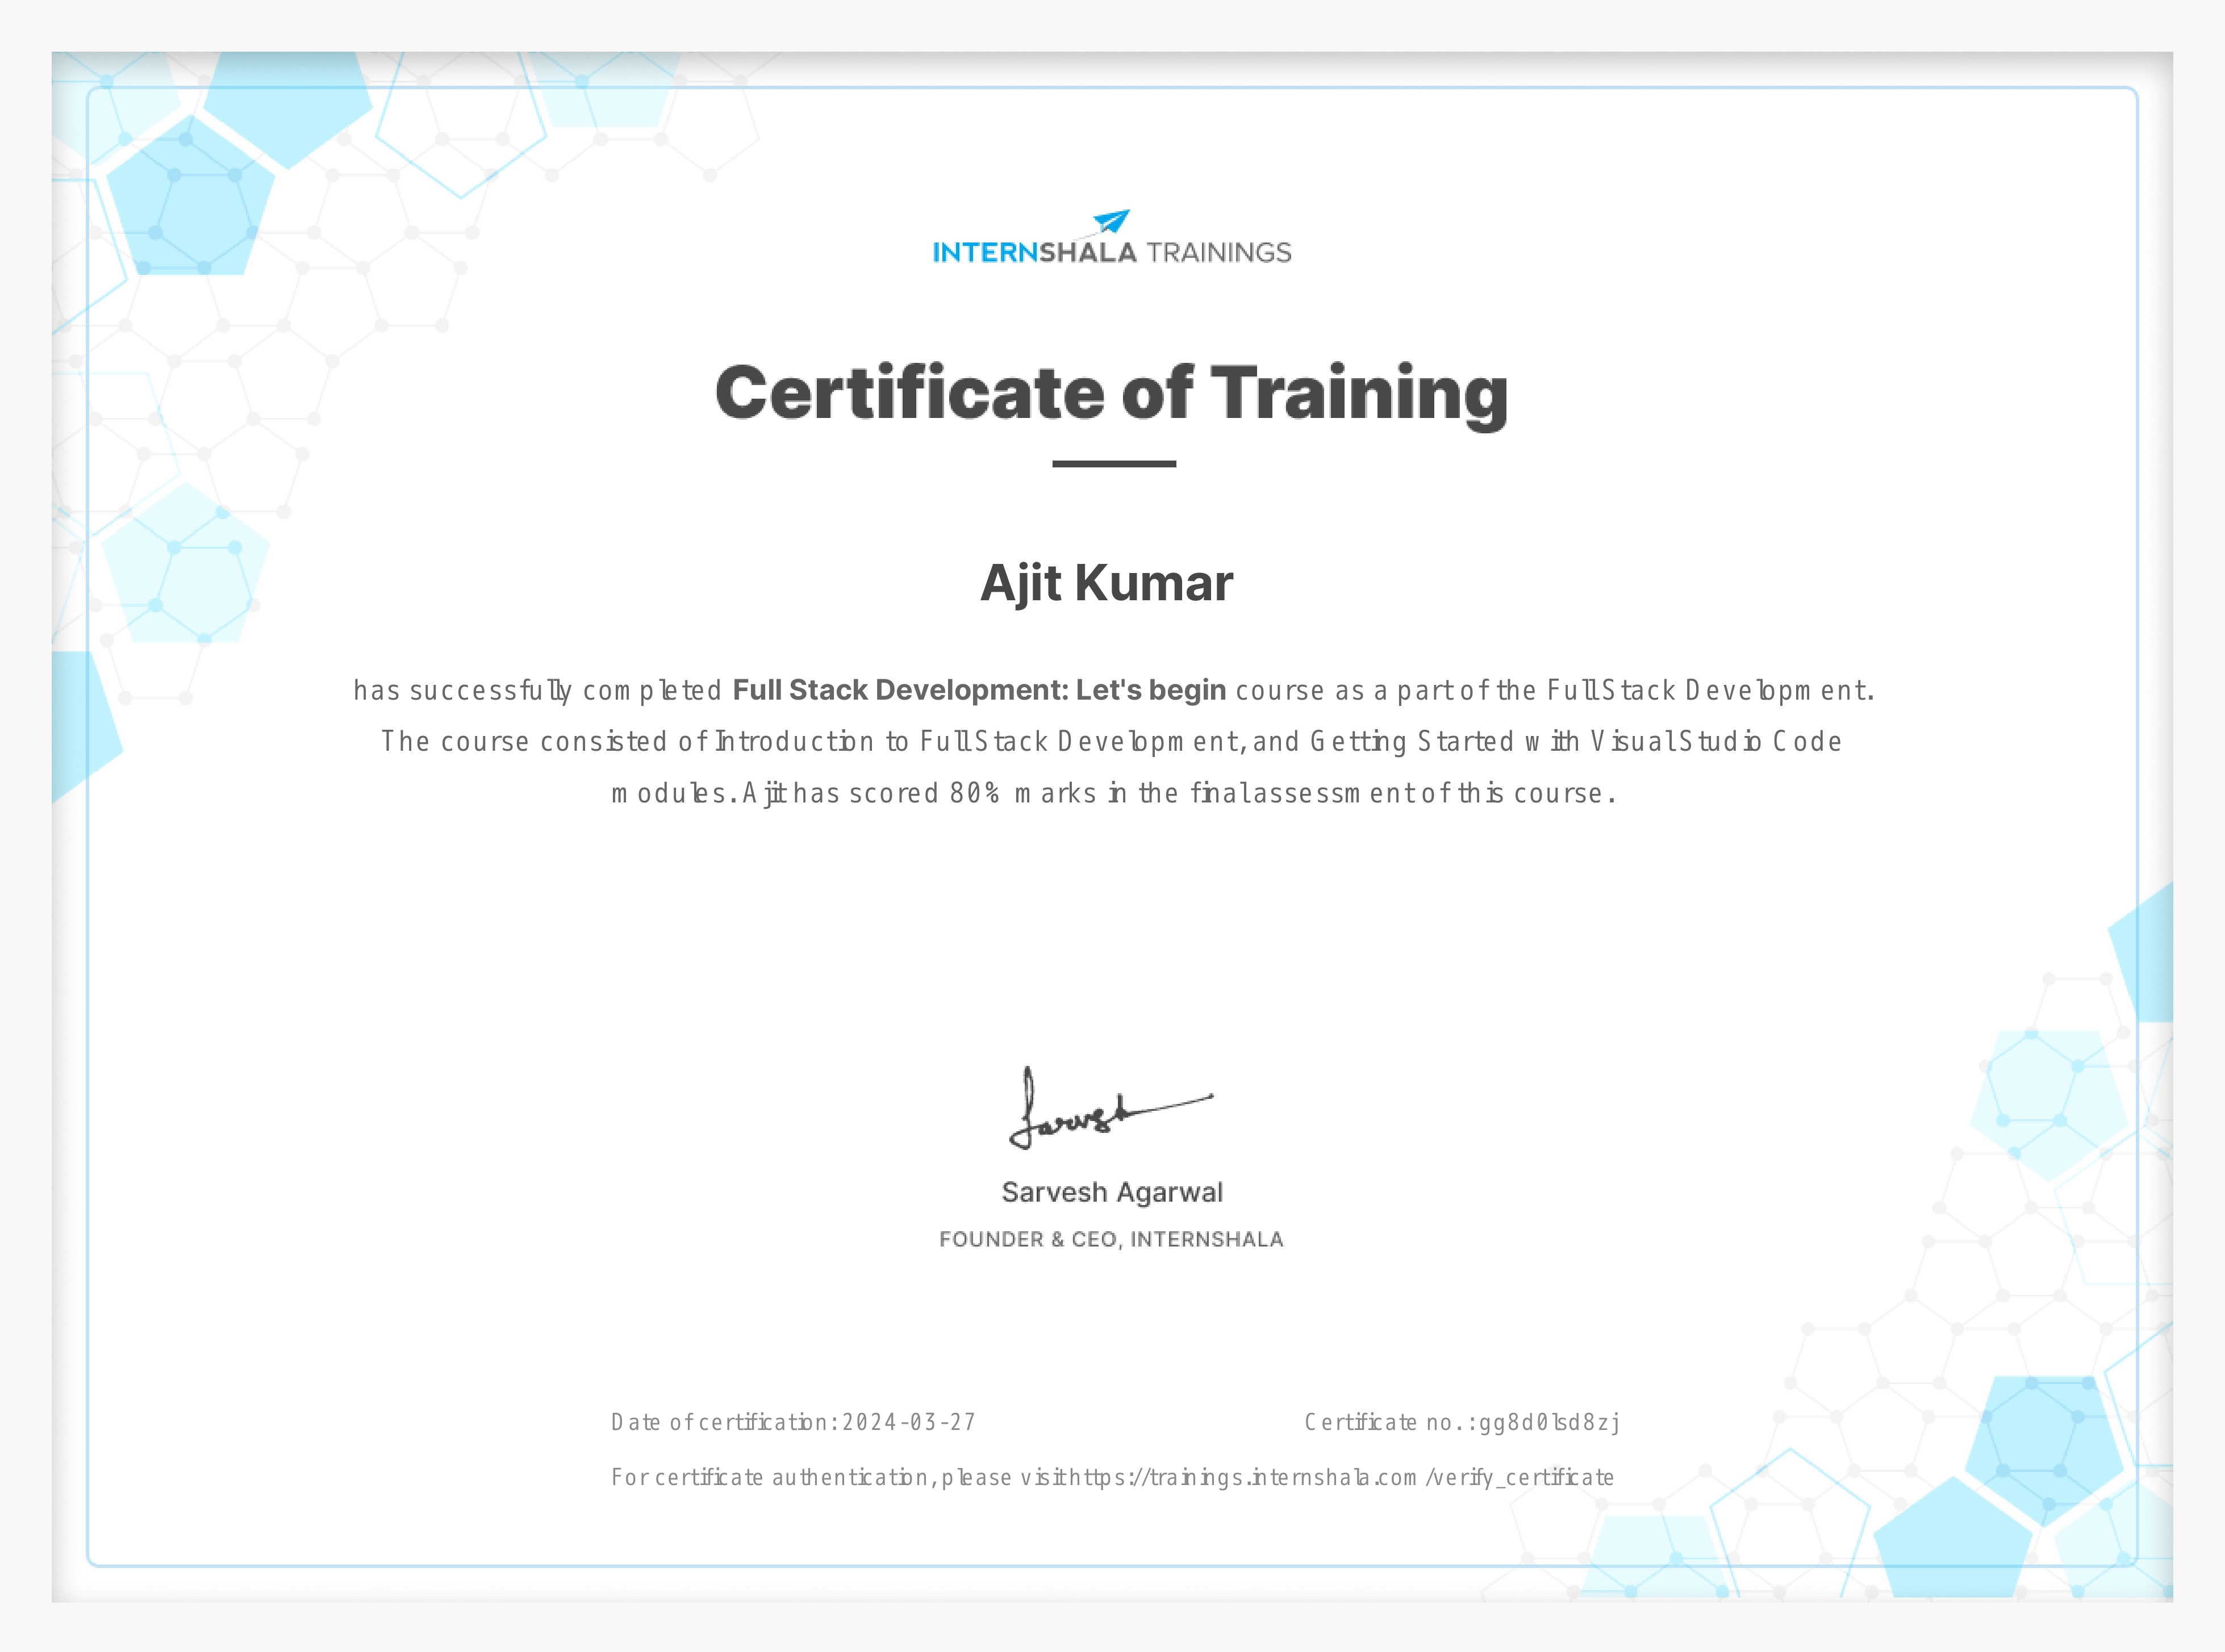 INTERNSHALA TRAININGS
Certificate of Training
Ajit Kumar
has successfully completed Full Stack Development: Let's begin course as a part of the Full Stack Development.
The course consisted of Introduction to Full Stack Development, and Getting Started with Visual Studio Code
modules. Ajit has scored 80% marks in the final assessment of this course.
Sarvesh
Sarvesh Agarwal
FOUNDER & CEO, INTERNSHALA
Date of certification: 2024-03-27 Certificate no. : gg8d0lsd8zj
For certificate authentication, please visit https://trainings.internshala.com/verify_certificate